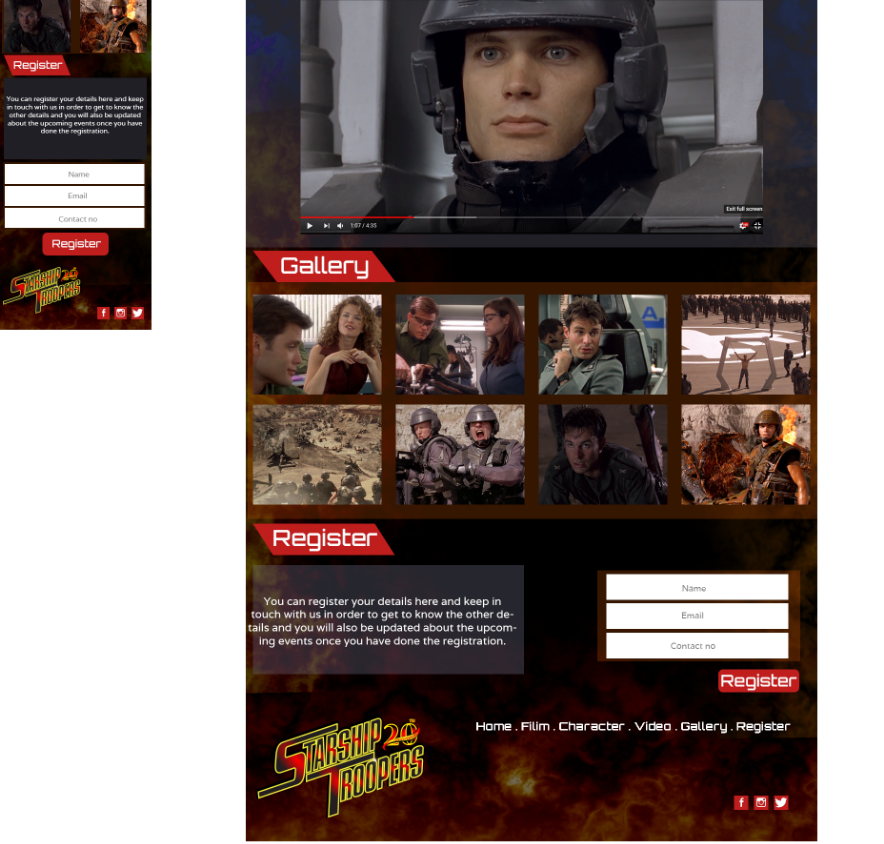 Register
You can register your details here and keep
in touch with us in order to get to know the
other details and you will also be updated
about the upcoming events once you have
done the registration.
Name
Email
Contact no
Register
STARSHIP 20
TROOPERS
Exit full screen
1:07 / 4:35
Gallery
A
Register
You can register your details here and keep in
touch with us in order to get to know the other de-
tails and you will also be updated about the upcom-
ing events once you have done the registration.
Name
Email
Contact no
Register
Home . Fiilm . Character . Video . Gallery . Register
STARSHIP 20
TROOPERS